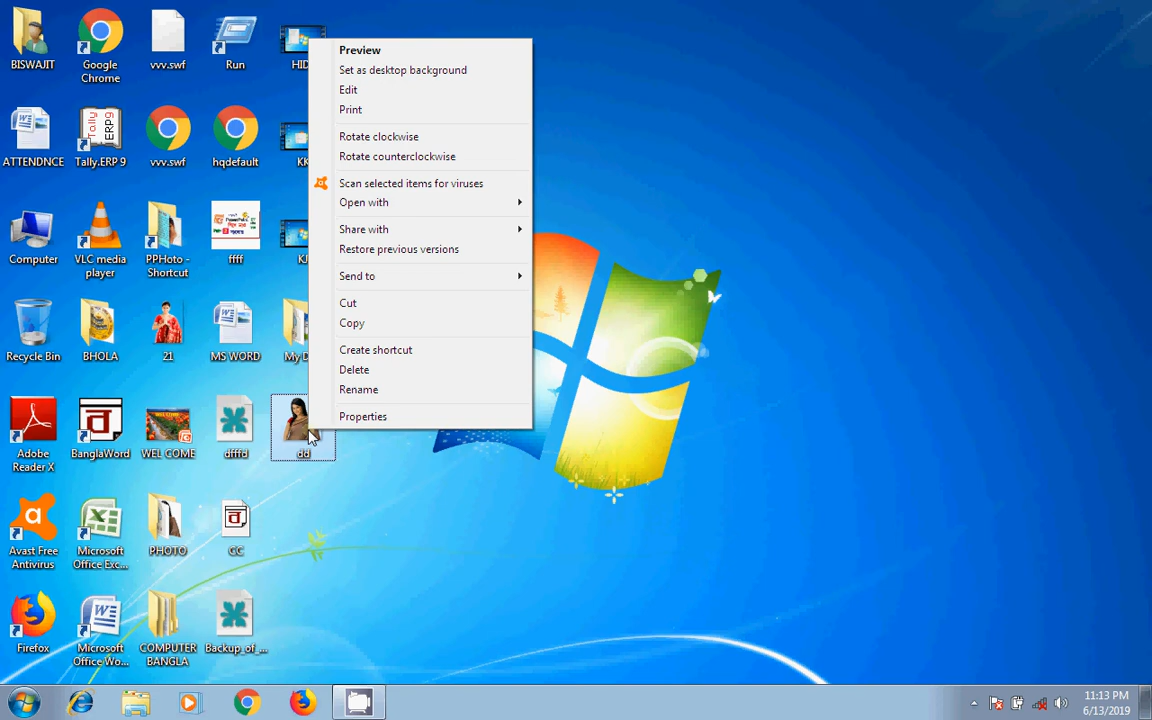 BISWAJIT
Google
Chrome
vvv.swf
Run
HID
ATTENDNCE
Tally.ERP 9
vvv.swf
hqdefault
KK
Computer
VLC media
player
PPHoto -
Shortcut
ffff
KJ
Recycle Bin
BHOLA
21
MS WORD
My D
Adobe
Reader X
BanglaWord
WEL COME
dfffd
dd
Avast Free
Antivirus
Microsoft
Office Exc...
PHOTO
CC
Firefox
Microsoft
Office Wo...
COMPUTER
BANGLA
Backup_of_...
Preview
Set as desktop background
Edit
Print
Rotate clockwise
Rotate counterclockwise
Scan selected items for viruses
Open with
Share with
Restore previous versions
Send to
Cut
Copy
Create shortcut
Delete
Rename
Properties
11:13 PM
6/13/2019